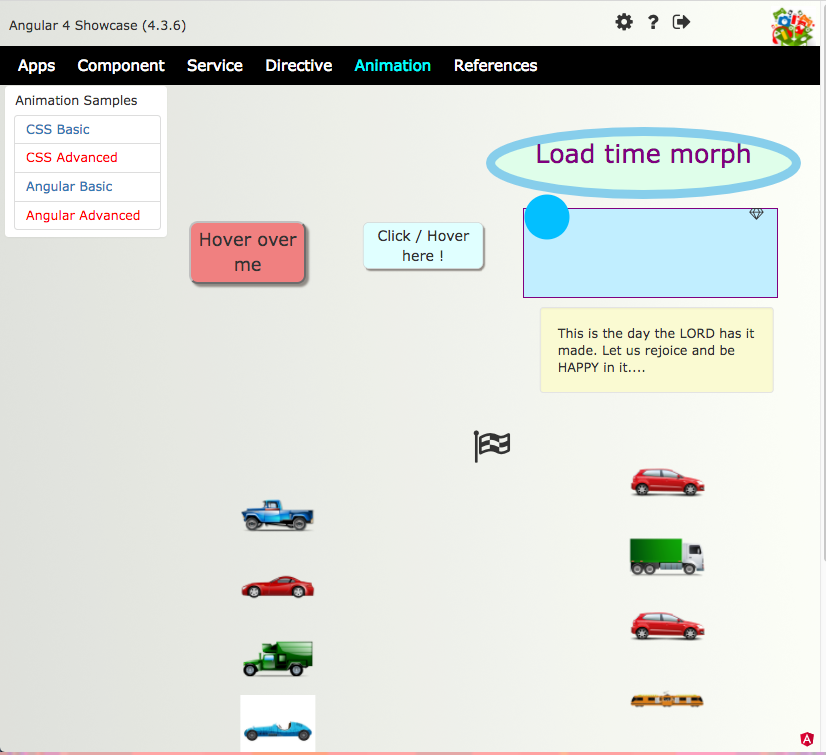 Angular 4 Showcase (4.3.6)
?
Apps Component Service Directive Animation References
Animation Samples
CSS Basic
CSS Advanced
Angular Basic
Angular Advanced
Load time morph
Hover over
me
Click / Hover
here !
This is the day the LORD has it
made. Let us rejoice and be
HAPPY in it....
A